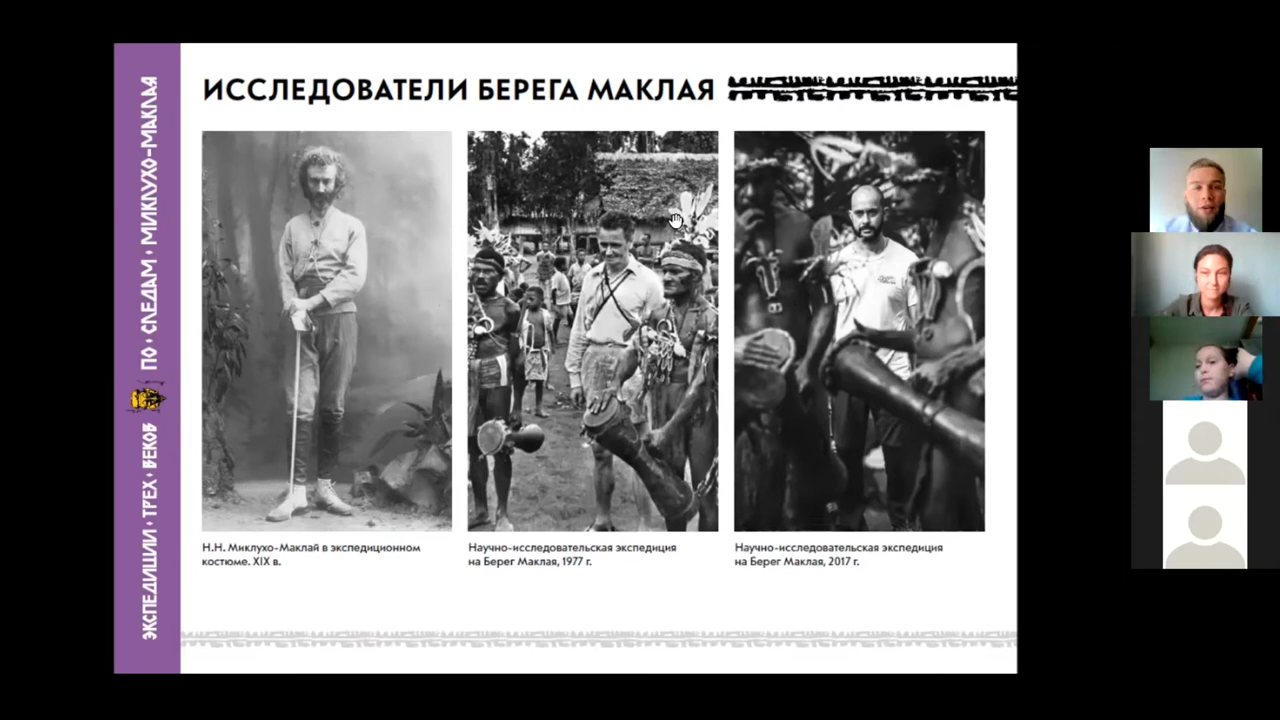 ИССЛЕДОВАТЕЛИ БЕРЕГА МАКЛАЯ
ЭКСПЕДИЦИИ • ТРЕХ • ВЕКОВ
ПО • СЛЕДАМ • МИКЛУХО-МАКЛАЯ
Н.Н. Миклухо-Маклай в экспедиционном
костюме. XIX в.
Научно-исследовательская экспедиция
на Берег Маклая, 1977 г.
Научно-исследовательская экспедиция
на Берег Маклая, 2017 г.